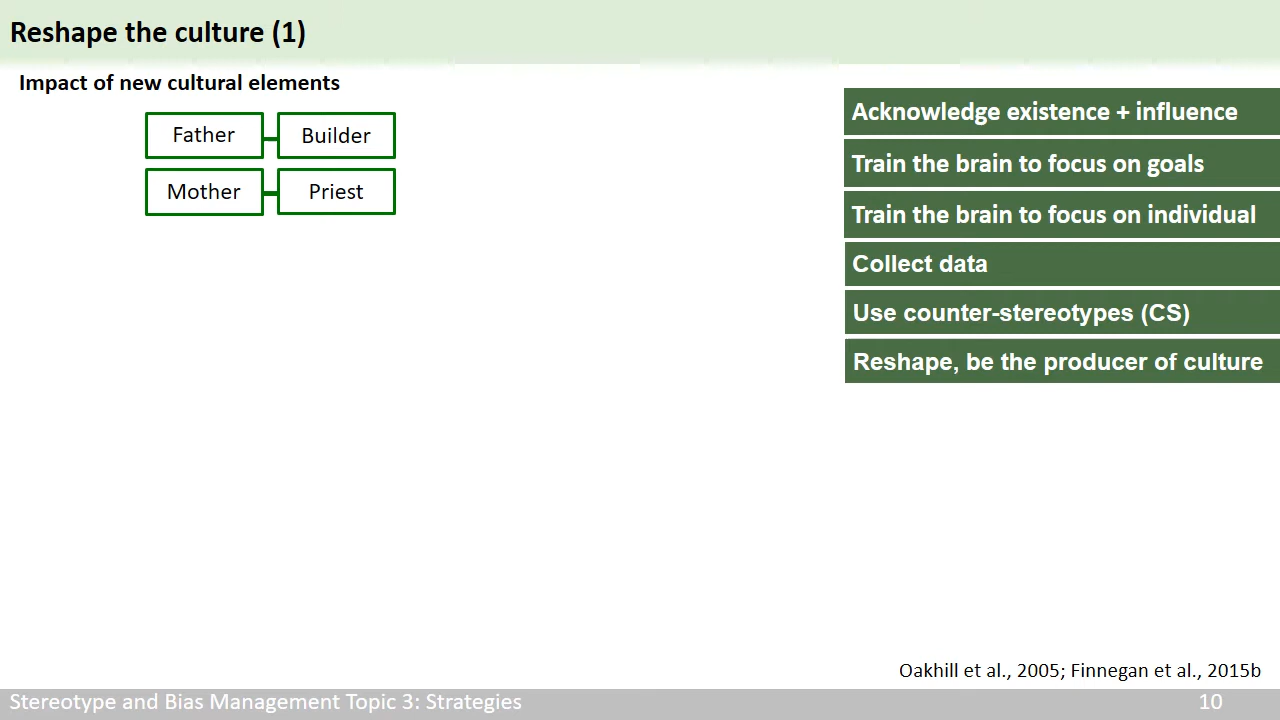 Reshape the culture (1)
Impact of new cultural elements
Father
Builder
Mother
Priest
Acknowledge existence + influence
Train the brain to focus on goals
Train the brain to focus on individual
Collect data
Use counter-stereotypes (CS)
Reshape, be the producer of culture
Oakhill et al., 2005; Finnegan et al., 2015b
Stereotype and Bias Management Topic 3: Strategies
10